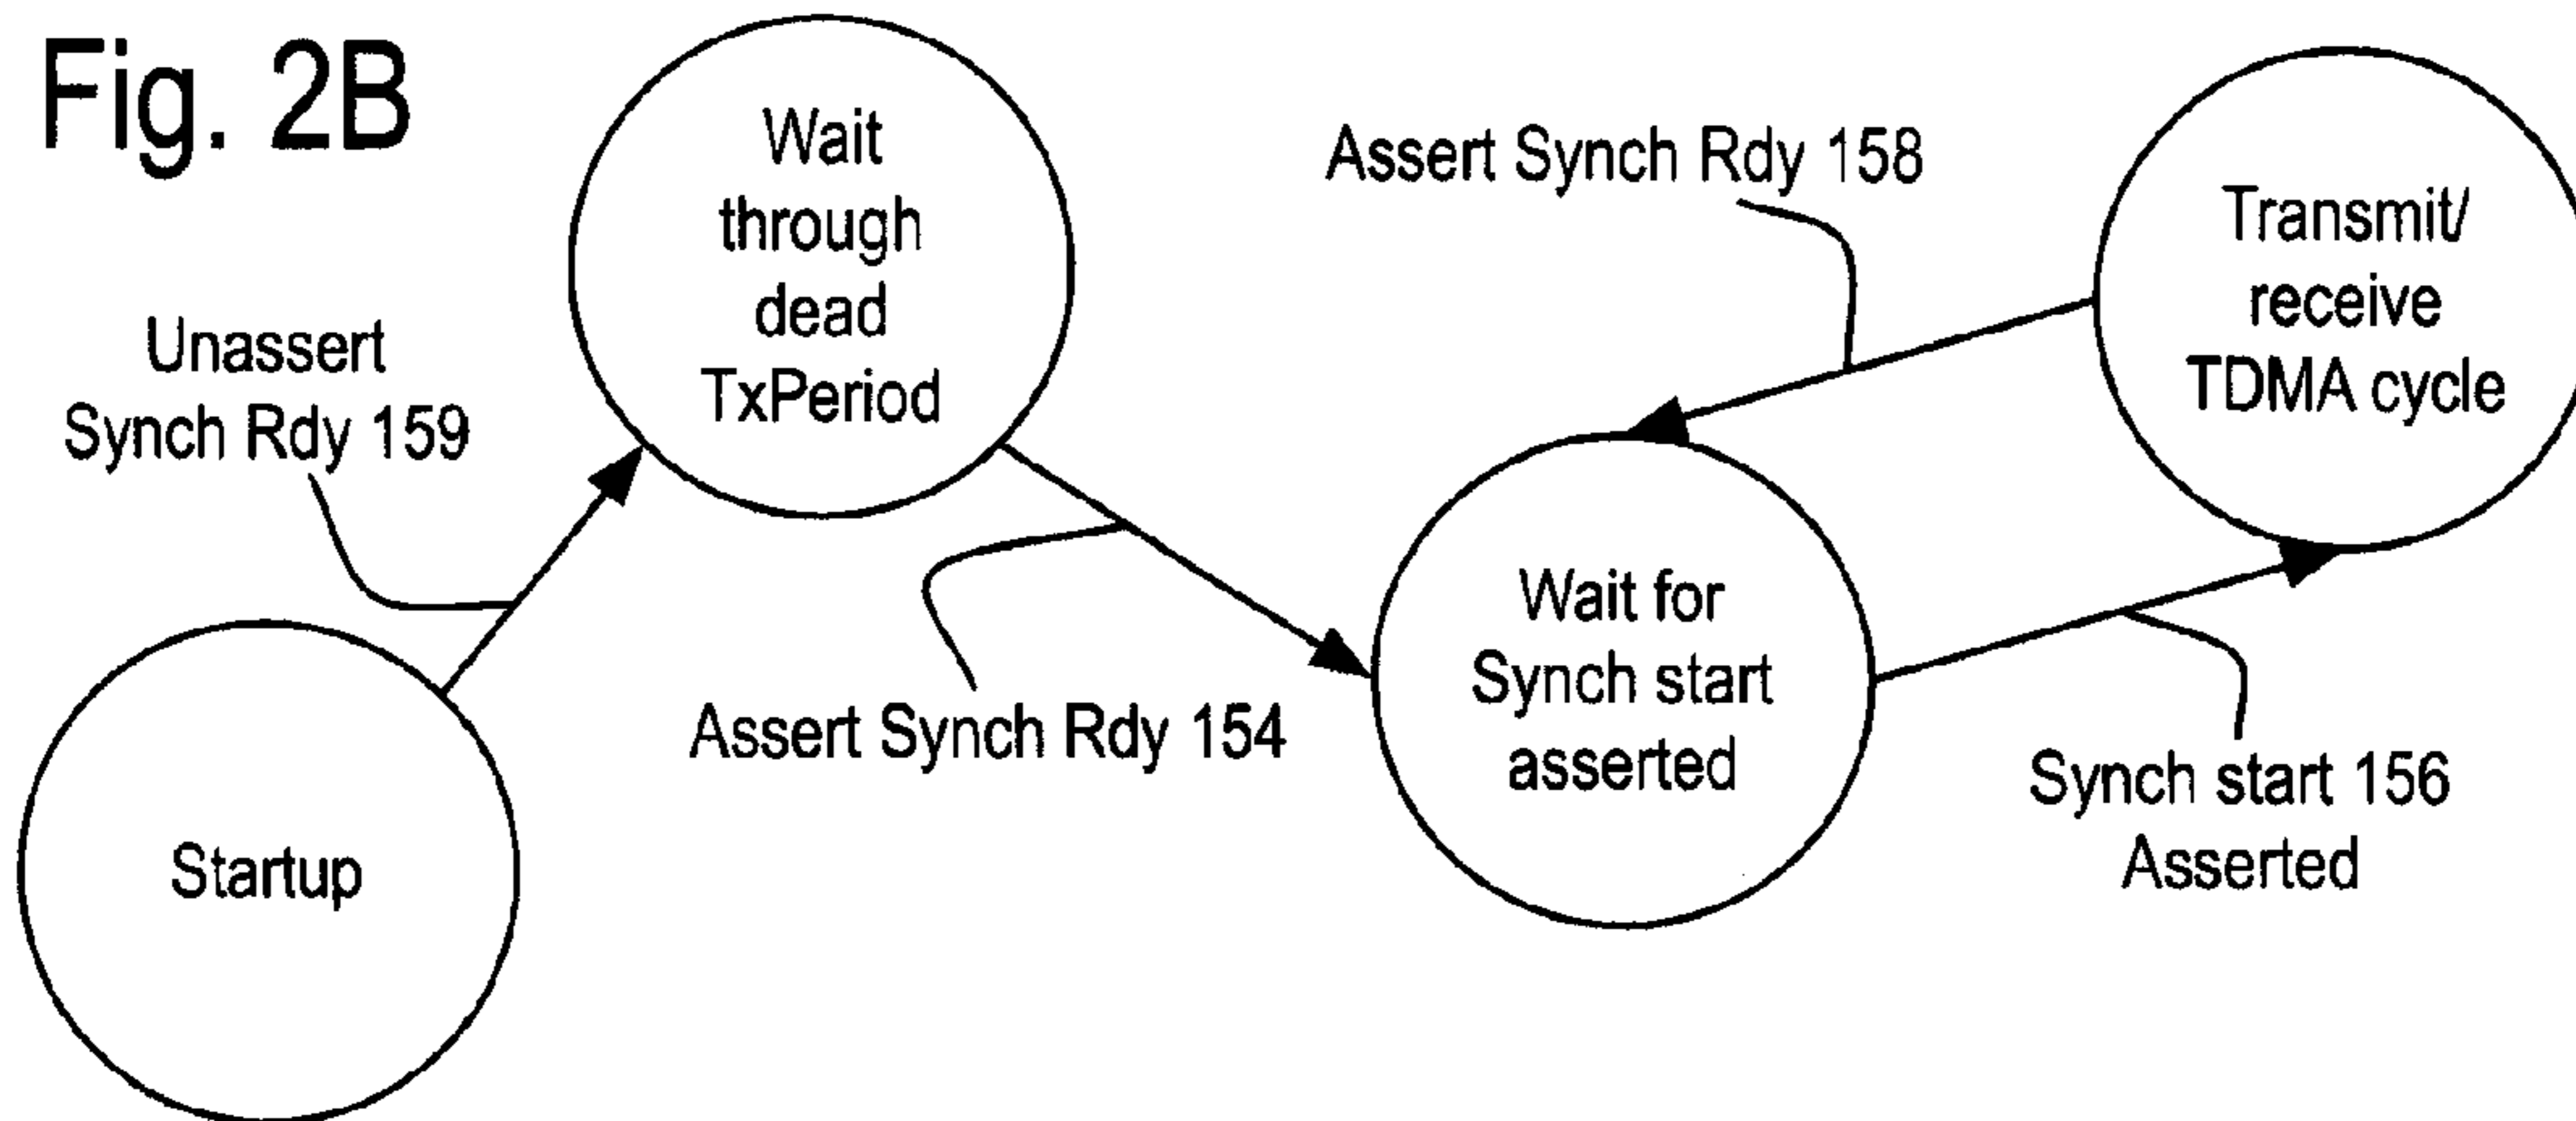 Fig. 2B
Wait
through
dead
TxPeriod
Assert Synch Rdy 158
Transmit/
receive
TDMA cycle
Unassert
Synch Rdy 159
Assert Synch Rdy 154
Wait for
Synch start
asserted
Synch start 156
Asserted
Startup